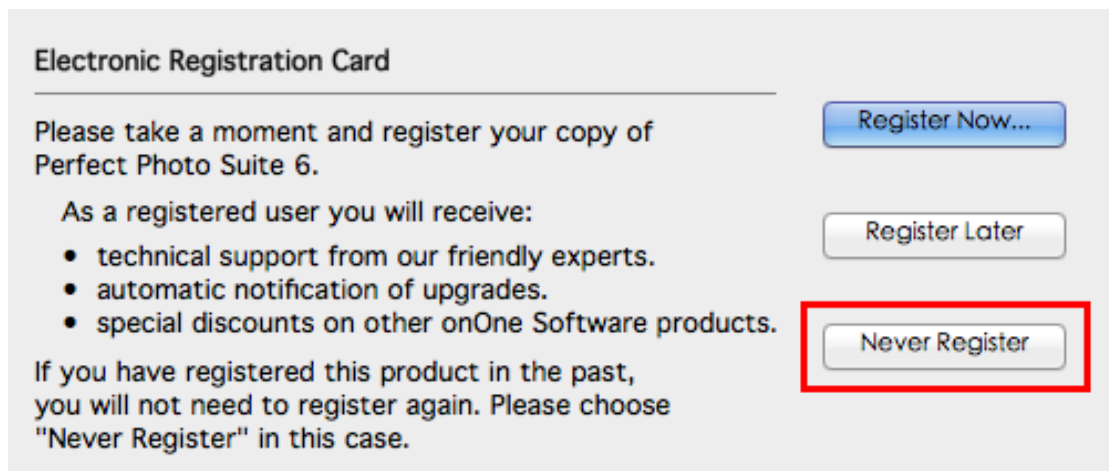 Electronic Registration Card
Please take a moment and register your copy of
Perfect Photo Suite 6.
As a registered user you will receive:
• technical support from our friendly experts.
• automatic notification of upgrades.
• special discounts on other onOne Software products.
If you have registered this product in the past,
you will not need to register again. Please choose
"Never Register" in this case.
Register Now...
Register Later
Never Register